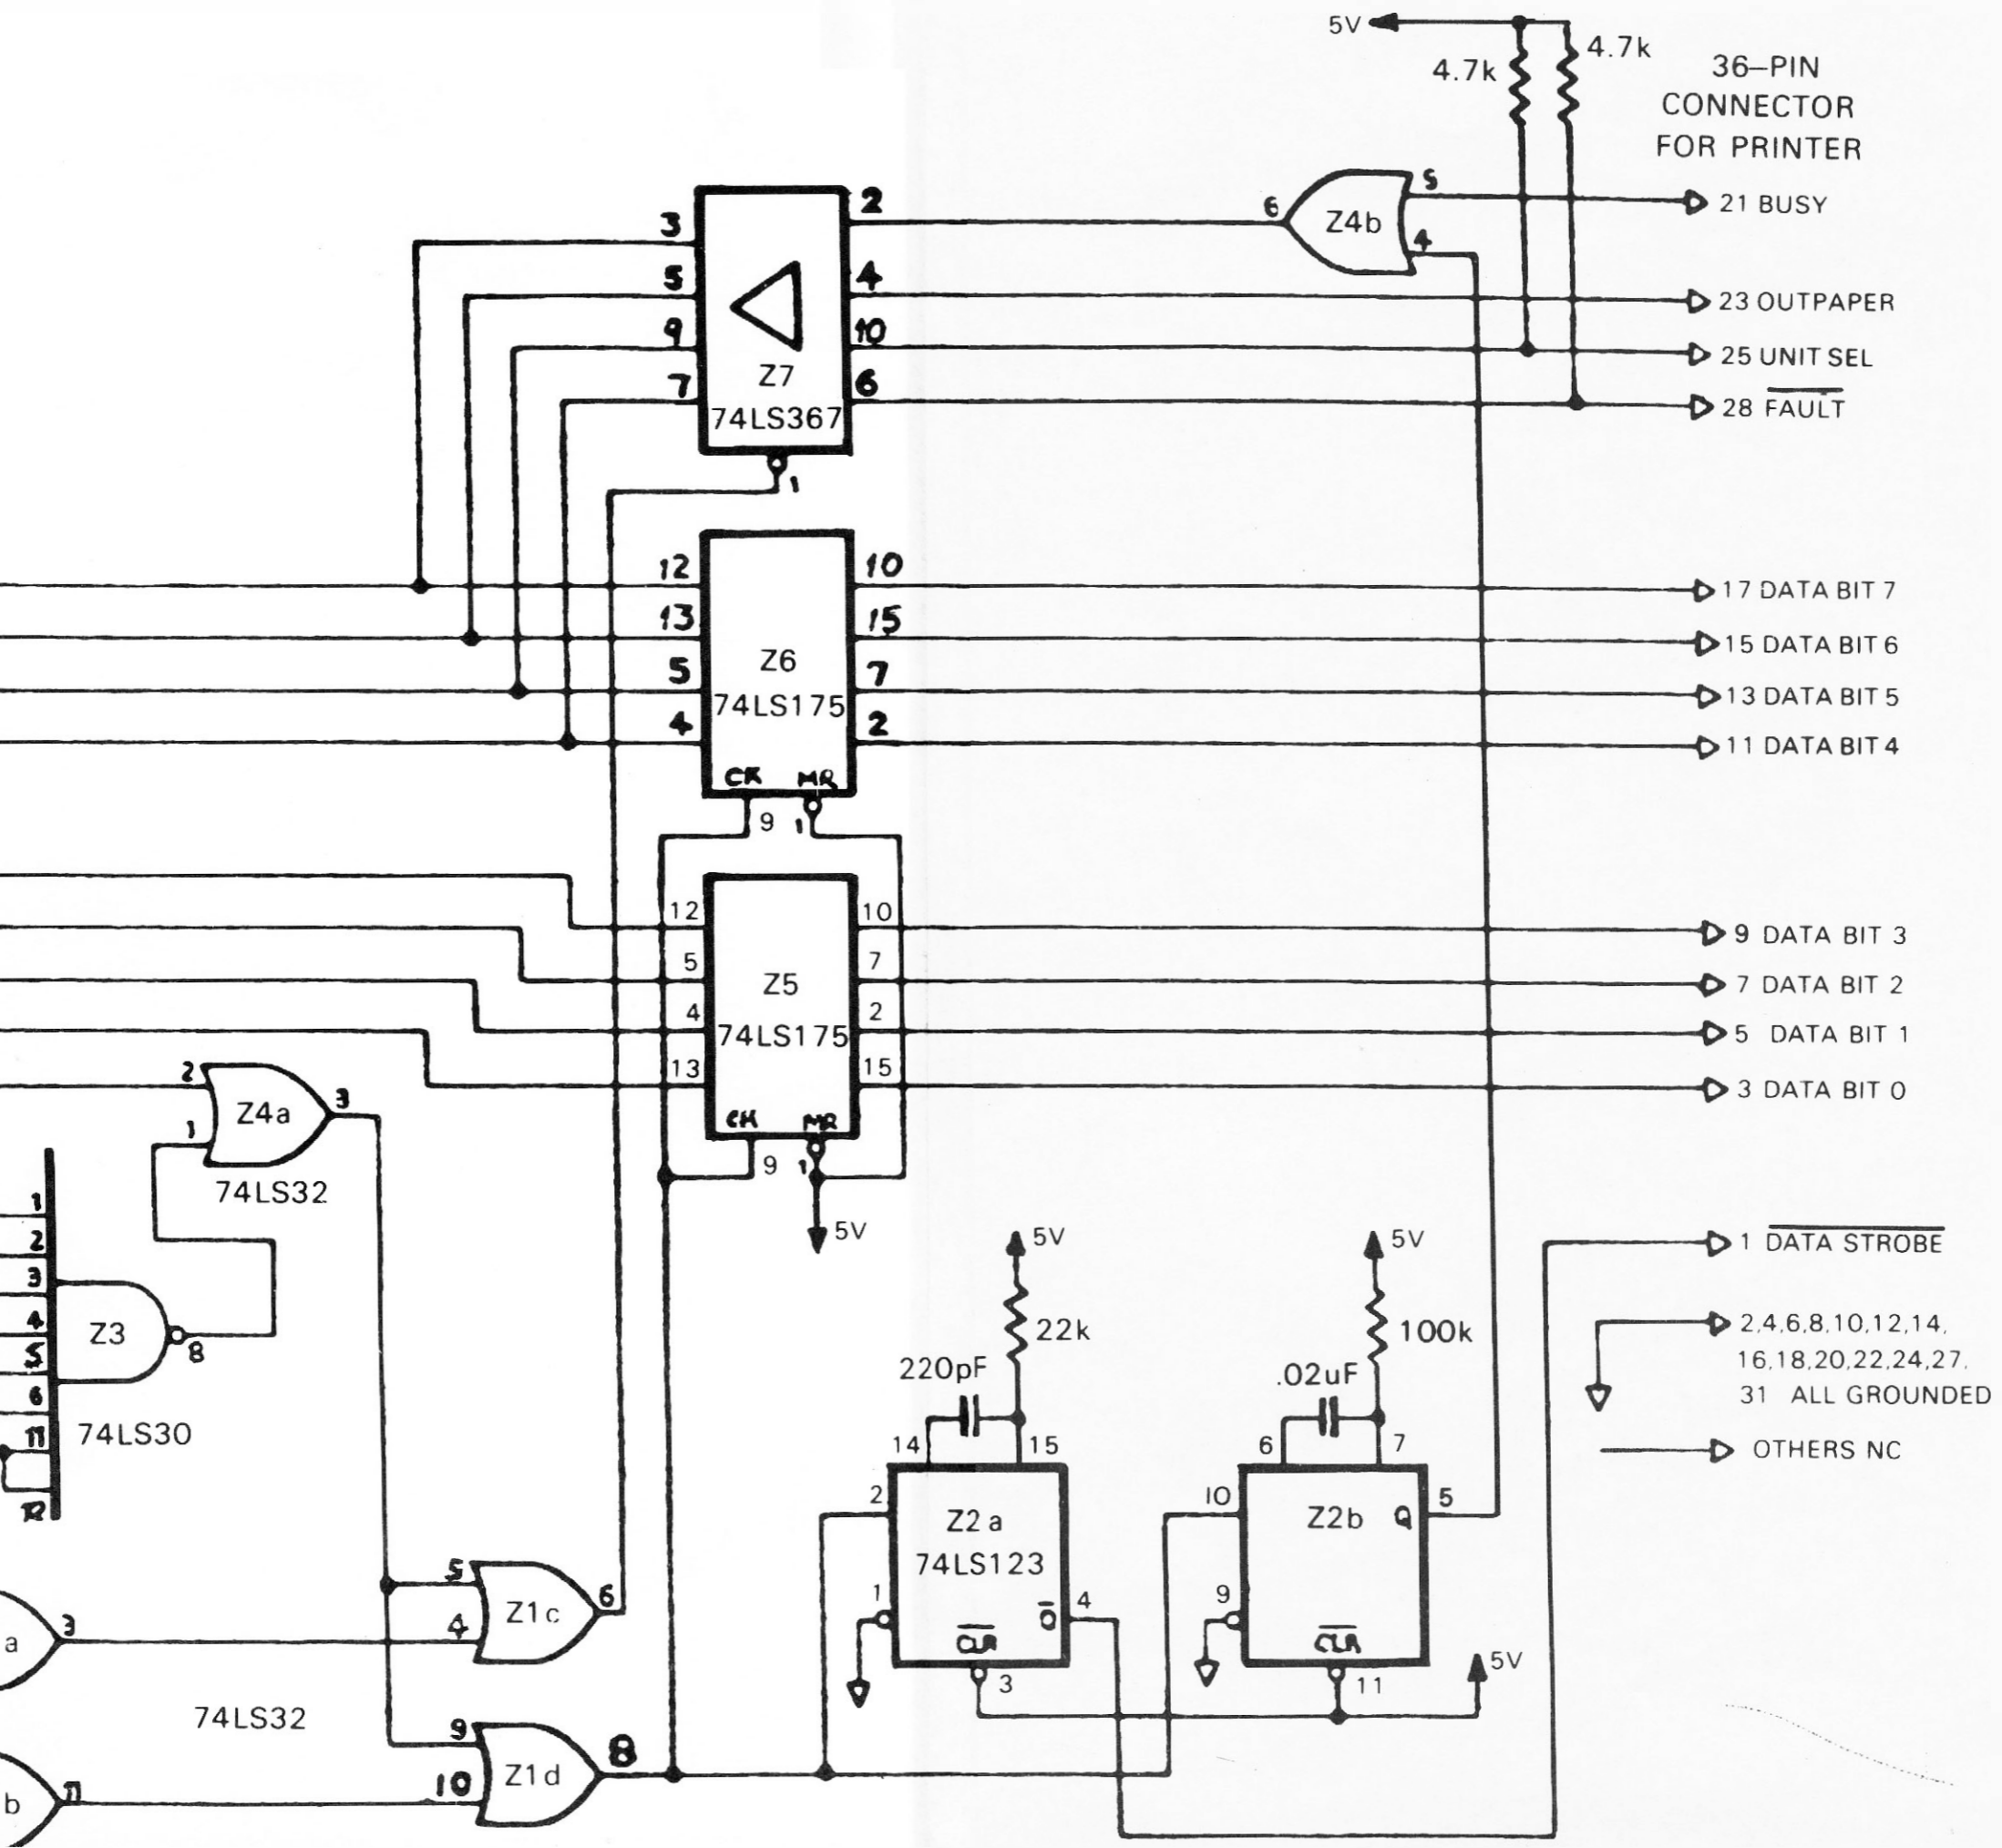 5V
4.7k
4.7k
36–PIN
CONNECTOR
FOR PRINTER
3
5
9
7
2
4
10
6
Z7
74LS367
1
6
Z4b
5
4
21 BUSY
23 OUTPAPER
25 UNIT SEL
28 FAULT
12
13
5
4
10
15
7
2
Z6
74LS175
CK MR
9
1
17 DATA BIT 7
15 DATA BIT 6
13 DATA BIT 5
11 DATA BIT 4
12
5
4
13
10
7
2
15
Z5
74LS175
CK MR
9
1
5V
9 DATA BIT 3
7 DATA BIT 2
5 DATA BIT 1
3 DATA BIT 0
2
1
Z4a
3
74LS32
1
2
3
4
5
6
11
12
Z3
8
74LS30
5V
22k
220pF
14
15
2
Z2a
74LS123
1
Q
4
CLR
3
5V
100k
.02uF
6
7
10
Z2b
Q
5
9
CLR
11
5V
1 DATA STROBE
2,4,6,8,10,12,14,
16,18,20,22,24,27,
31 ALL GROUNDED
OTHERS NC
a
3
5
4
Z1c
6
74LS32
b
11
9
10
Z1d
8